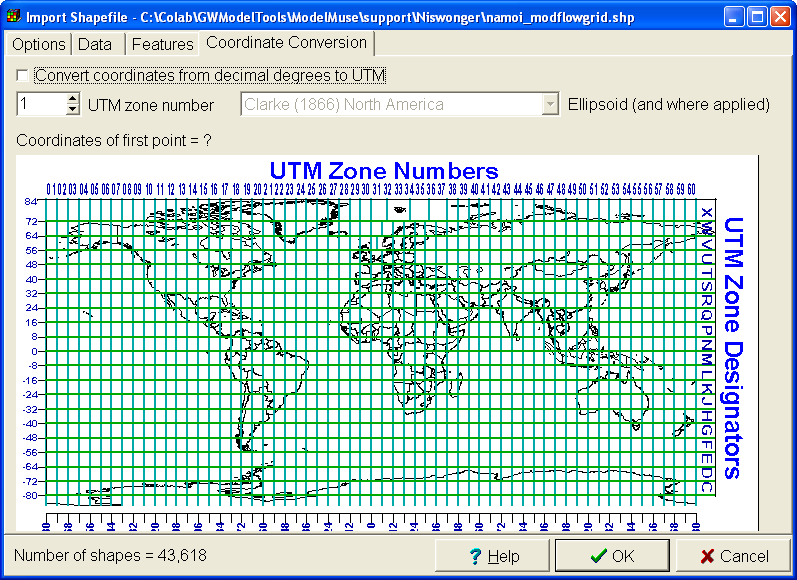 Import Shapefile - C:\Colab\GWModelTools\ModelMuse\support\Niswonger\namoi_modflowgrid.shp
Options Data Features Coordinate Conversion
Convert coordinates from decimal degrees to UTM
1 UTM zone number Clarke (1866) North America Ellipsoid (and where applied)
Coordinates of first point = ?
UTM Zone Numbers
01 02 03 04 05 06 07 08 09 10 11 12 13 14 15 16 17 18 19 20 21 22 23 24 25 26 27 28 29 30 31 32 33 34 35 36 37 38 39 40 41 42 43 44 45 46 47 48 49 50 51 52 53 54 55 56 57 58 59 60
84
72
64
56
48
40
32
24
16
8
0
-8
-16
-24
-32
-40
-48
-56
-64
-72
-80
X
W
V
U
T
S
R
Q
P
N
M
L
K
J
H
G
F
E
D
C
UTM Zone Designators
Number of shapes = 43,618
Help OK Cancel